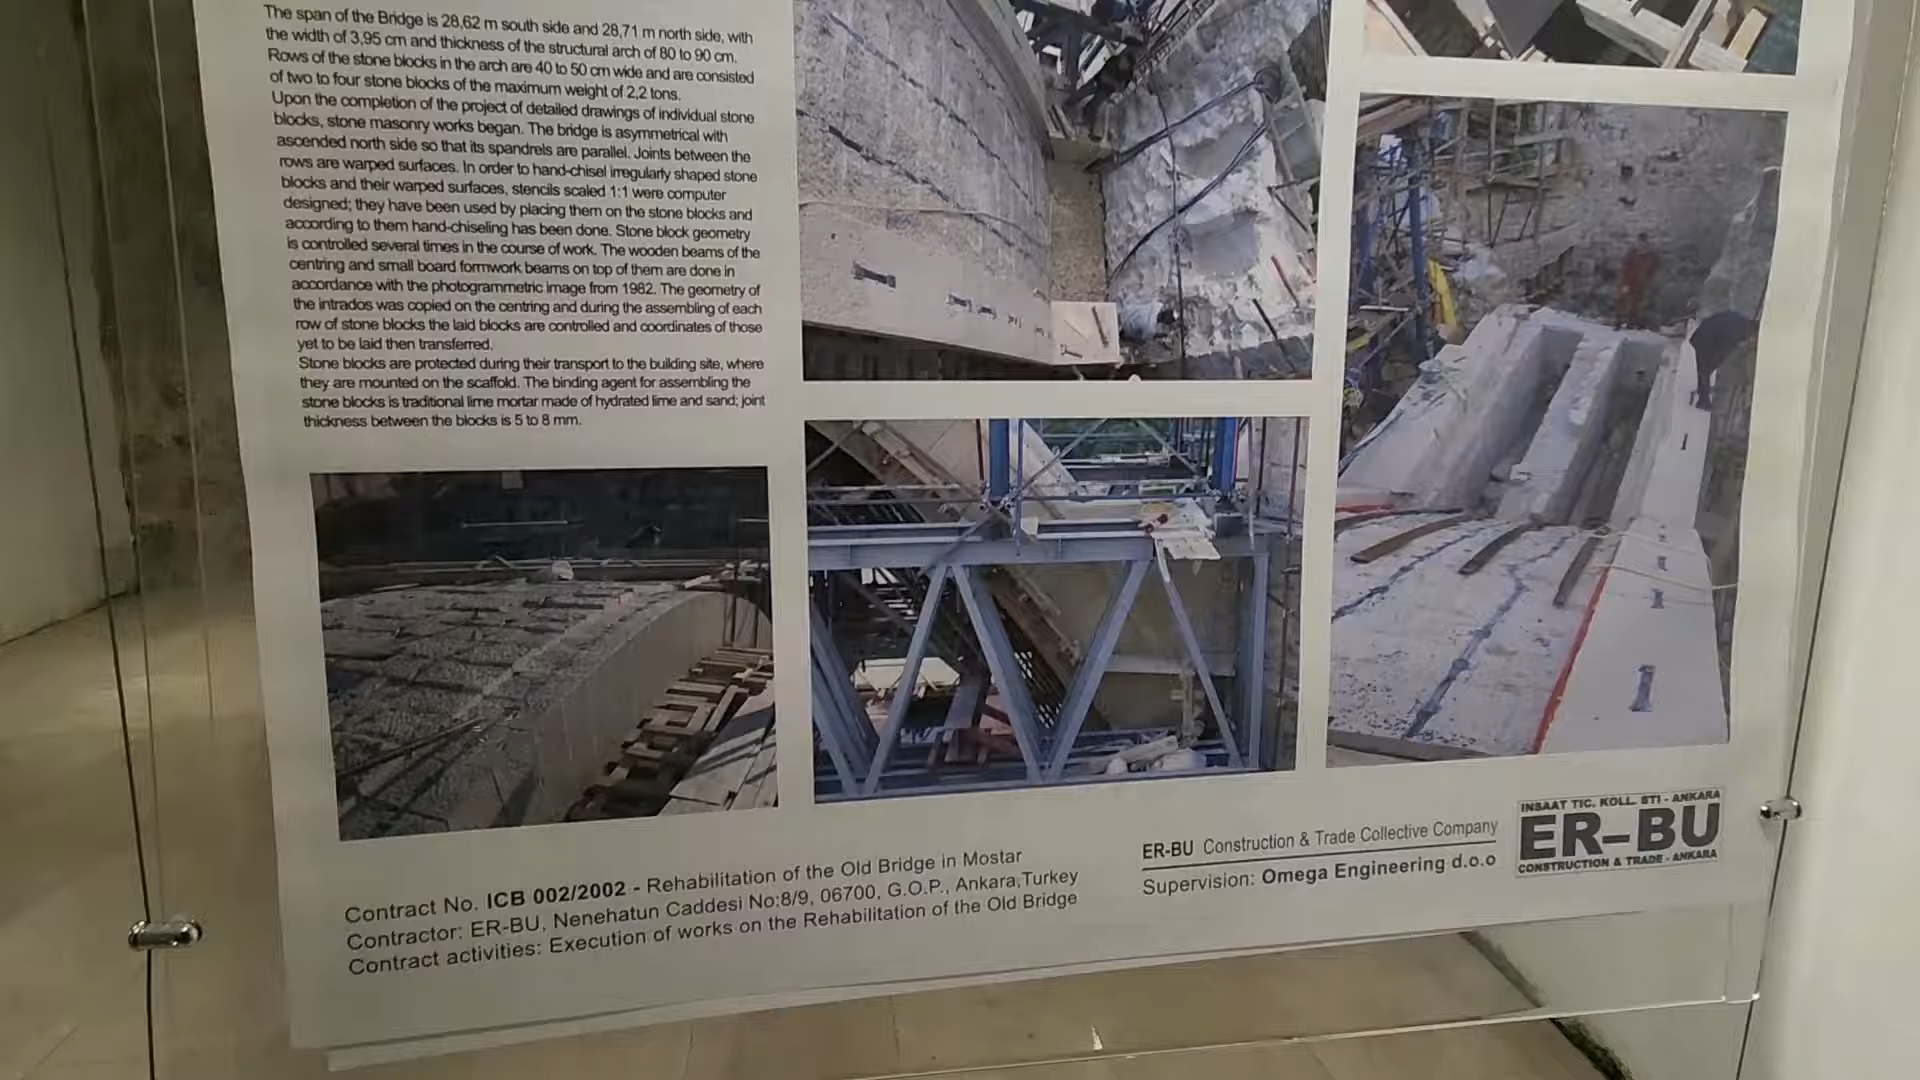 The span of the Bridge is 28,62 m south side and 28,71 m north side, with
the width of 3,95 cm and thickness of the structural arch of 80 to 90 cm.
Rows of the stone blocks in the arch are 40 to 50 cm wide and are consisted
of two to four stone blocks of the maximum weight of 2,2 tons.
Upon the completion of the project of detailed drawings of individual stone
blocks, stone masonry works began. The bridge is asymmetrical with
ascended north side so that its spandrels are parallel. Joints between the
rows are warped surfaces. In order to hand-chisel irregularly shaped stone
blocks and their warped surfaces, stencils scaled 1:1 were computer
designed; they have been used by placing them on the stone blocks and
according to them hand-chiseling has been done. Stone block geometry
is controlled several times in the course of work. The wooden beams of the
centring and small board formwork beams on top of them are done in
accordance with the photogrammetric image from 1982. The geometry of
the intrados was copied on the centring and during the assembling of each
row of stone blocks the laid blocks are controlled and coordinates of those
yet to be laid then transferred.
Stone blocks are protected during their transport to the building site, where
they are mounted on the scaffold. The binding agent for assembling the
stone blocks is traditional lime mortar made of hydrated lime and sand; joint
thickness between the blocks is 5 to 8 mm.
Contract No. ICB 002/2002 - Rehabilitation of the Old Bridge in Mostar
Contractor: ER-BU, Nenehatun Caddesi No:8/9, 06700, G.O.P., Ankara,Turkey
Contract activities: Execution of works on the Rehabilitation of the Old Bridge
ER-BU Construction & Trade Collective Company
Supervision: Omega Engineering d.o.o
INSAAT TIC. KOLL. STI - ANKARA
ER-BU
CONSTRUCTION & TRADE - ANKARA